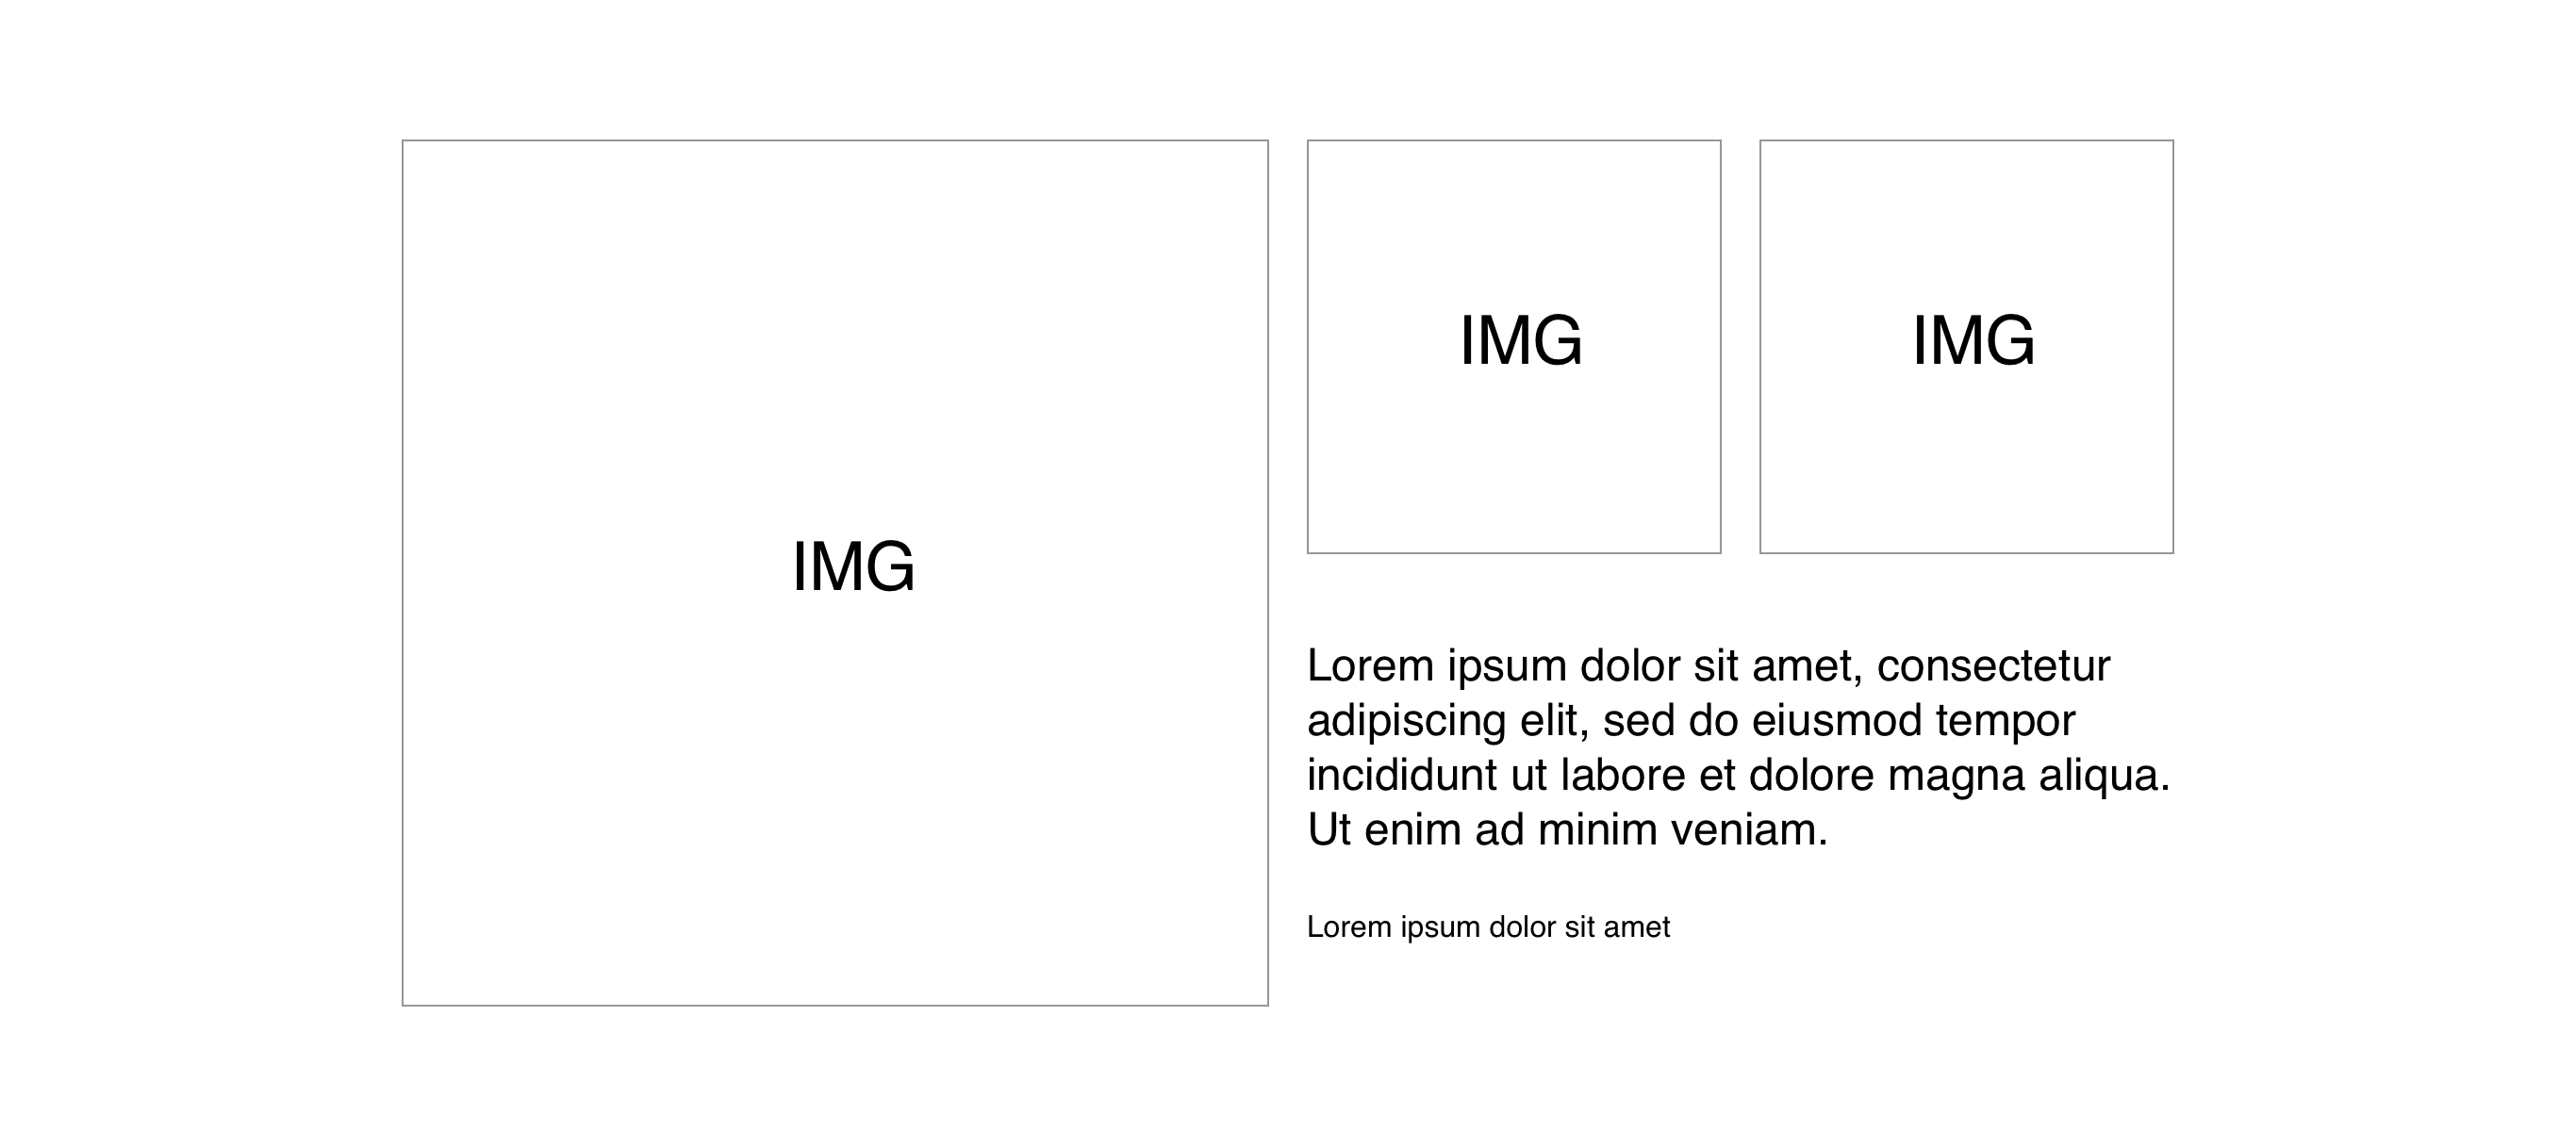 IMG
IMG
IMG
Lorem ipsum dolor sit amet, consectetur
adipiscing elit, sed do eiusmod tempor
incididunt ut labore et dolore magna aliqua.
Ut enim ad minim veniam.
Lorem ipsum dolor sit amet